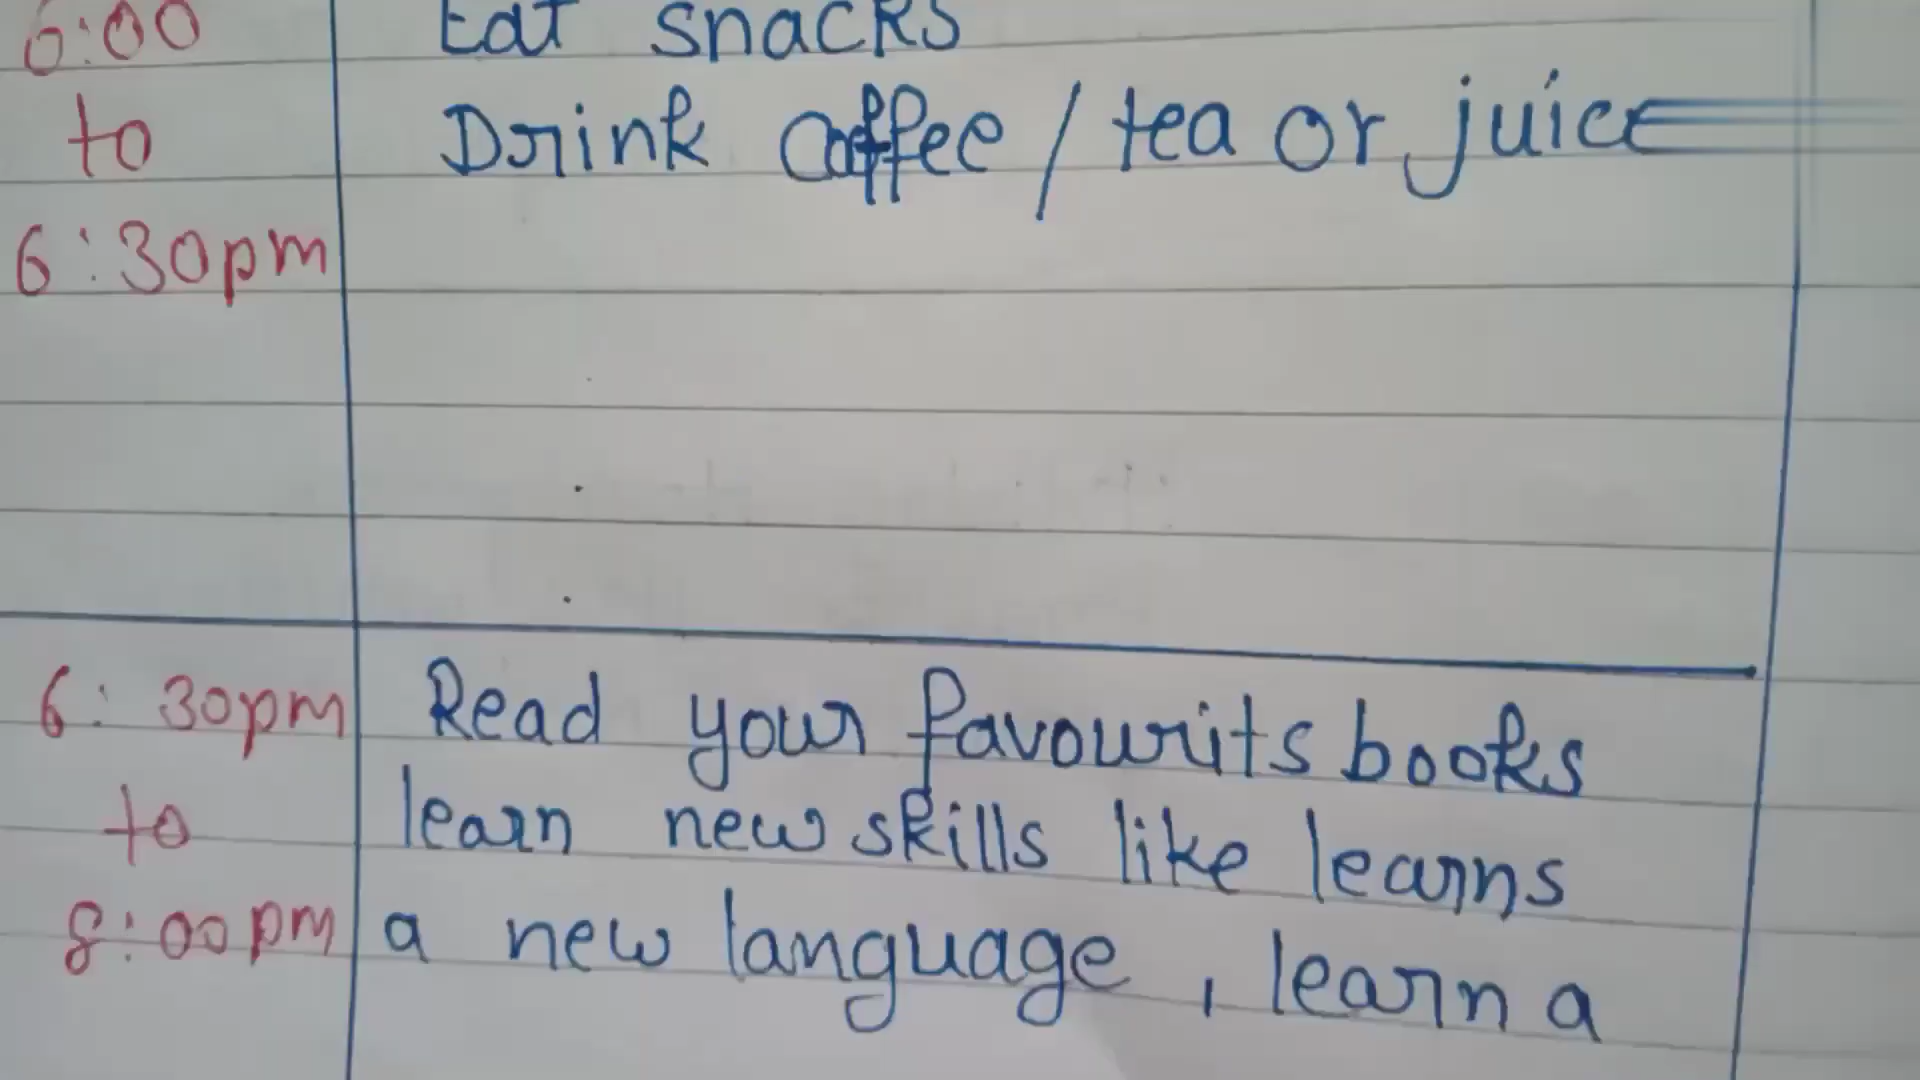 6:00 Eat snacks
to Drink Coffee / tea or juice
6:30pm
6:30pm Read your favourits books
to learn new skills like learns
8:00pm a new language, learn a